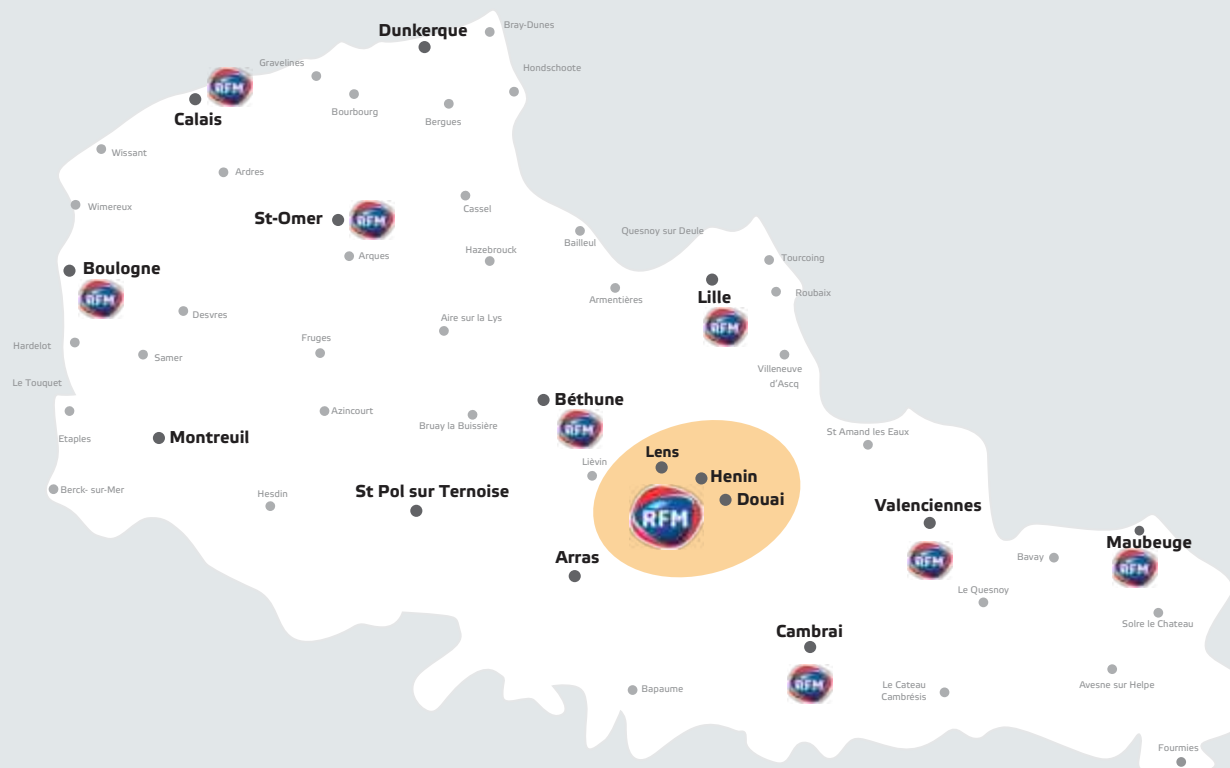 Dunkerque
Bray-Dunes
Gravelines
Hondschoote
RFM
Calais
Bourbourg
Bergues
Wissant
Ardres
Wimereux
Cassel
St-Omer
RFM
Bailleul
Quesnoy sur Deule
Arques
Hazebrouck
Tourcoing
Boulogne
RFM
Armentières
Lille
Roubaix
Desvres
Aire sur la Lys
RFM
Hardelot
Samer
Fruges
Villeneuve
d'Ascq
Le Touquet
Béthune
RFM
Azincourt
Bruay la Buissière
Etaples
Montreuil
St Amand les Eaux
Lens
Liévin
Henin
Berck- sur-Mer
Hesdin
St Pol sur Ternoise
Douai
RFM
Valenciennes
Maubeuge
RFM
Arras
RFM
Bavay
Le Quesnoy
Solre le Chateau
Cambrai
RFM
Bapaume
Le Cateau
Cambrésis
Avesne sur Helpe
Fourmies